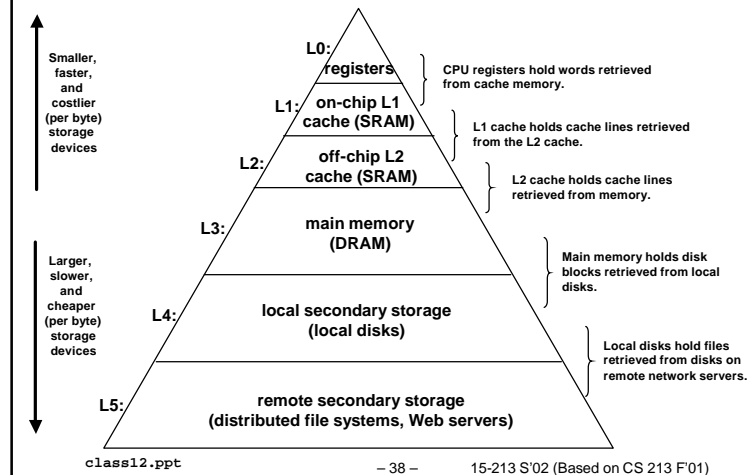 Smaller,
faster,
and
costlier
(per byte)
storage
devices
Larger,
slower,
and
cheaper
(per byte)
storage
devices
L0:
registers
L1:
on-chip L1
cache (SRAM)
L2:
off-chip L2
cache (SRAM)
L3:
main memory
(DRAM)
L4:
local secondary storage
(local disks)
L5:
remote secondary storage
(distributed file systems, Web servers)
CPU registers hold words retrieved
from cache memory.
L1 cache holds cache lines retrieved
from the L2 cache.
L2 cache holds cache lines
retrieved from memory.
Main memory holds disk
blocks retrieved from local
disks.
Local disks hold files
retrieved from disks on
remote network servers.
class12.ppt
– 38 –
15-213 S'02 (Based on CS 213 F'01)